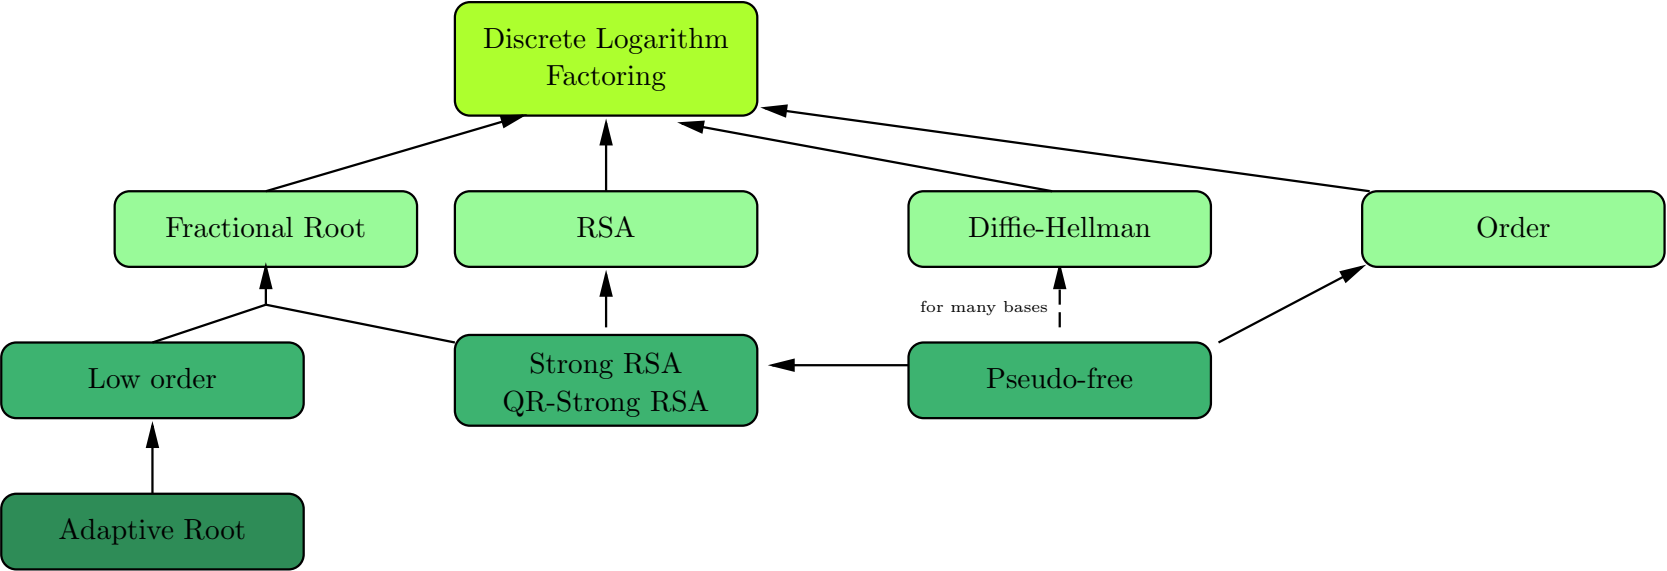 Discrete Logarithm
Factoring
Fractional Root
RSA
Diffie-Hellman
Order
for many bases
Low order
Strong RSA
QR-Strong RSA
Pseudo-free
Adaptive Root